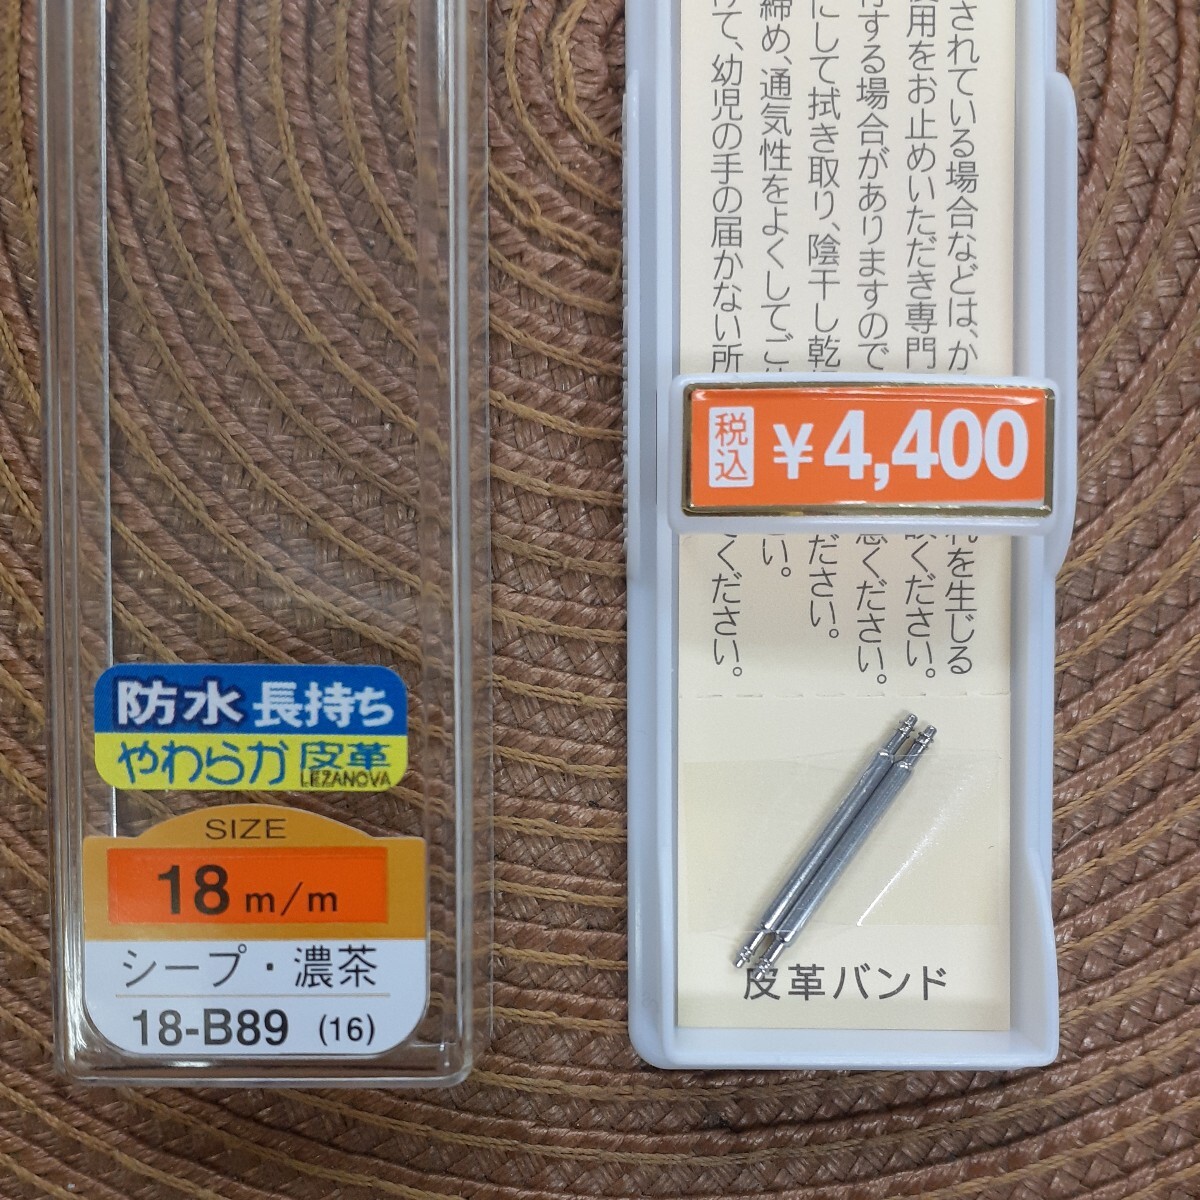 防水 長持ち
やわらか 皮革
LEZANOVA
SIZE
18 m/m
シープ・濃茶
18-B89 (16)
されている場合などは、か
れを生じる
使用をお止めいただき専門
談ください。
する場合がありますので
意ください。
にして拭き取り、陰干し乾
ださい。
締め、通気性をよくしてご使
い。
けて、幼児の手の届かない所
ください。
税込 ¥4,400
皮革バンド